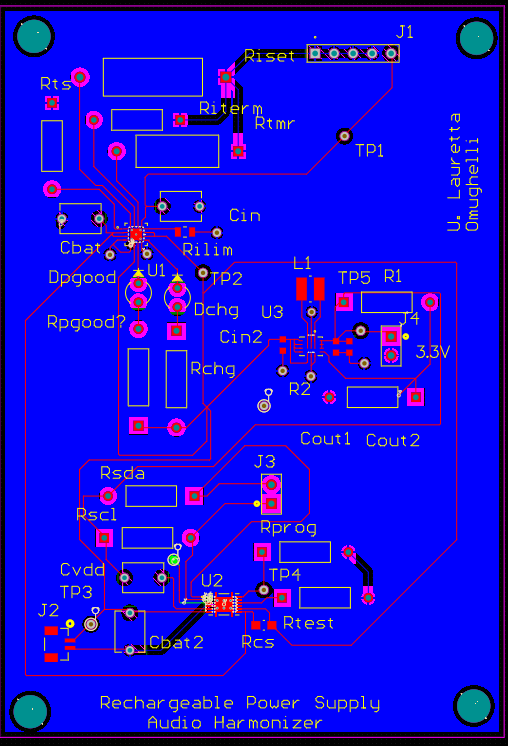 J1
Riset
Rts
Riterm
Rtmr
TP1
U. Lauretta
Omughelli
Cin
Cbat
Rilim
L1
U1
Dpgood
TP2
TP5
R1
Dchg
U3
J4
Rpgood?
Cin2
3.3V
Rchg
R2
Cout1
Cout2
J3
Rsda
Rscl
Rprog
Cvdd
TP4
U2
TP3
J2
Rtest
Cbat2
Rcs
Rechargeable Power Supply
Audio Harmonizer